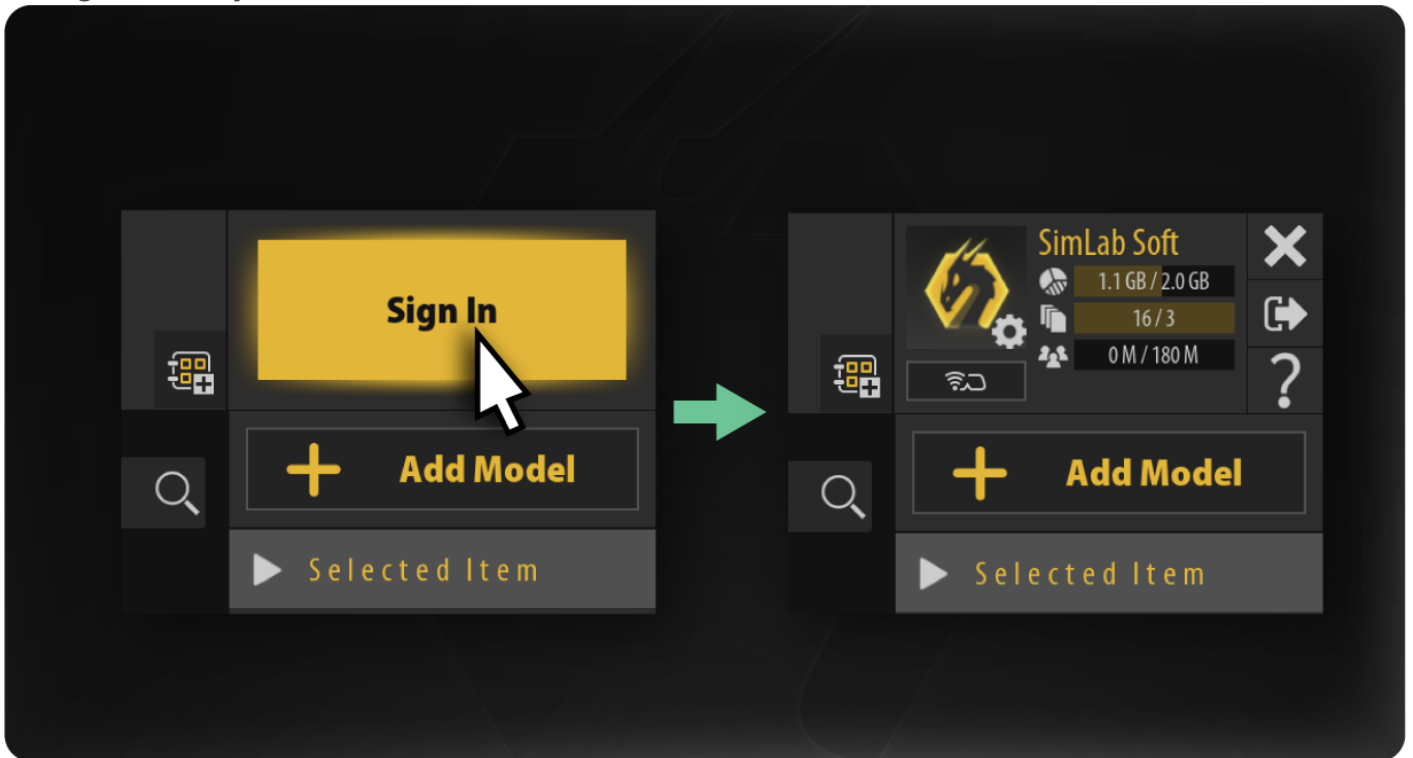 Sign In
Add Model
Selected Item
SimLab Soft
1.1 GB / 2.0 GB
16 / 3
0 M / 180 M
?
Add Model
Selected Item